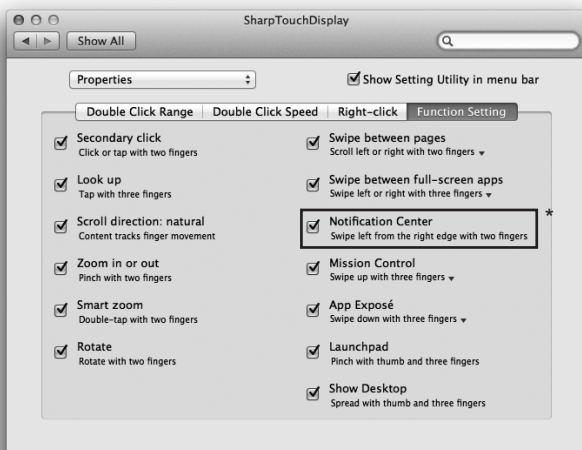 SharpTouchDisplay
Show All
Properties
Show Setting Utility in menu bar
Double Click Range
Double Click Speed
Right-click
Function Setting
Secondary click
Click or tap with two fingers
Look up
Tap with three fingers
Scroll direction: natural
Content tracks finger movement
Zoom in or out
Pinch with two fingers
Smart zoom
Double-tap with two fingers
Rotate
Rotate with two fingers
Swipe between pages
Scroll left or right with two fingers
Swipe between full-screen apps
Swipe left or right with three fingers
Notification Center
Swipe left from the right edge with two fingers
*
Mission Control
Swipe up with three fingers
App Exposé
Swipe down with three fingers
Launchpad
Pinch with thumb and three fingers
Show Desktop
Spread with thumb and three fingers